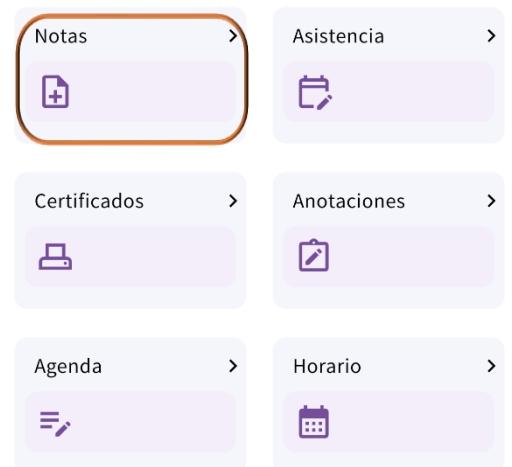 Notas
Asistencia
Certificados
Anotaciones
Agenda
Horario